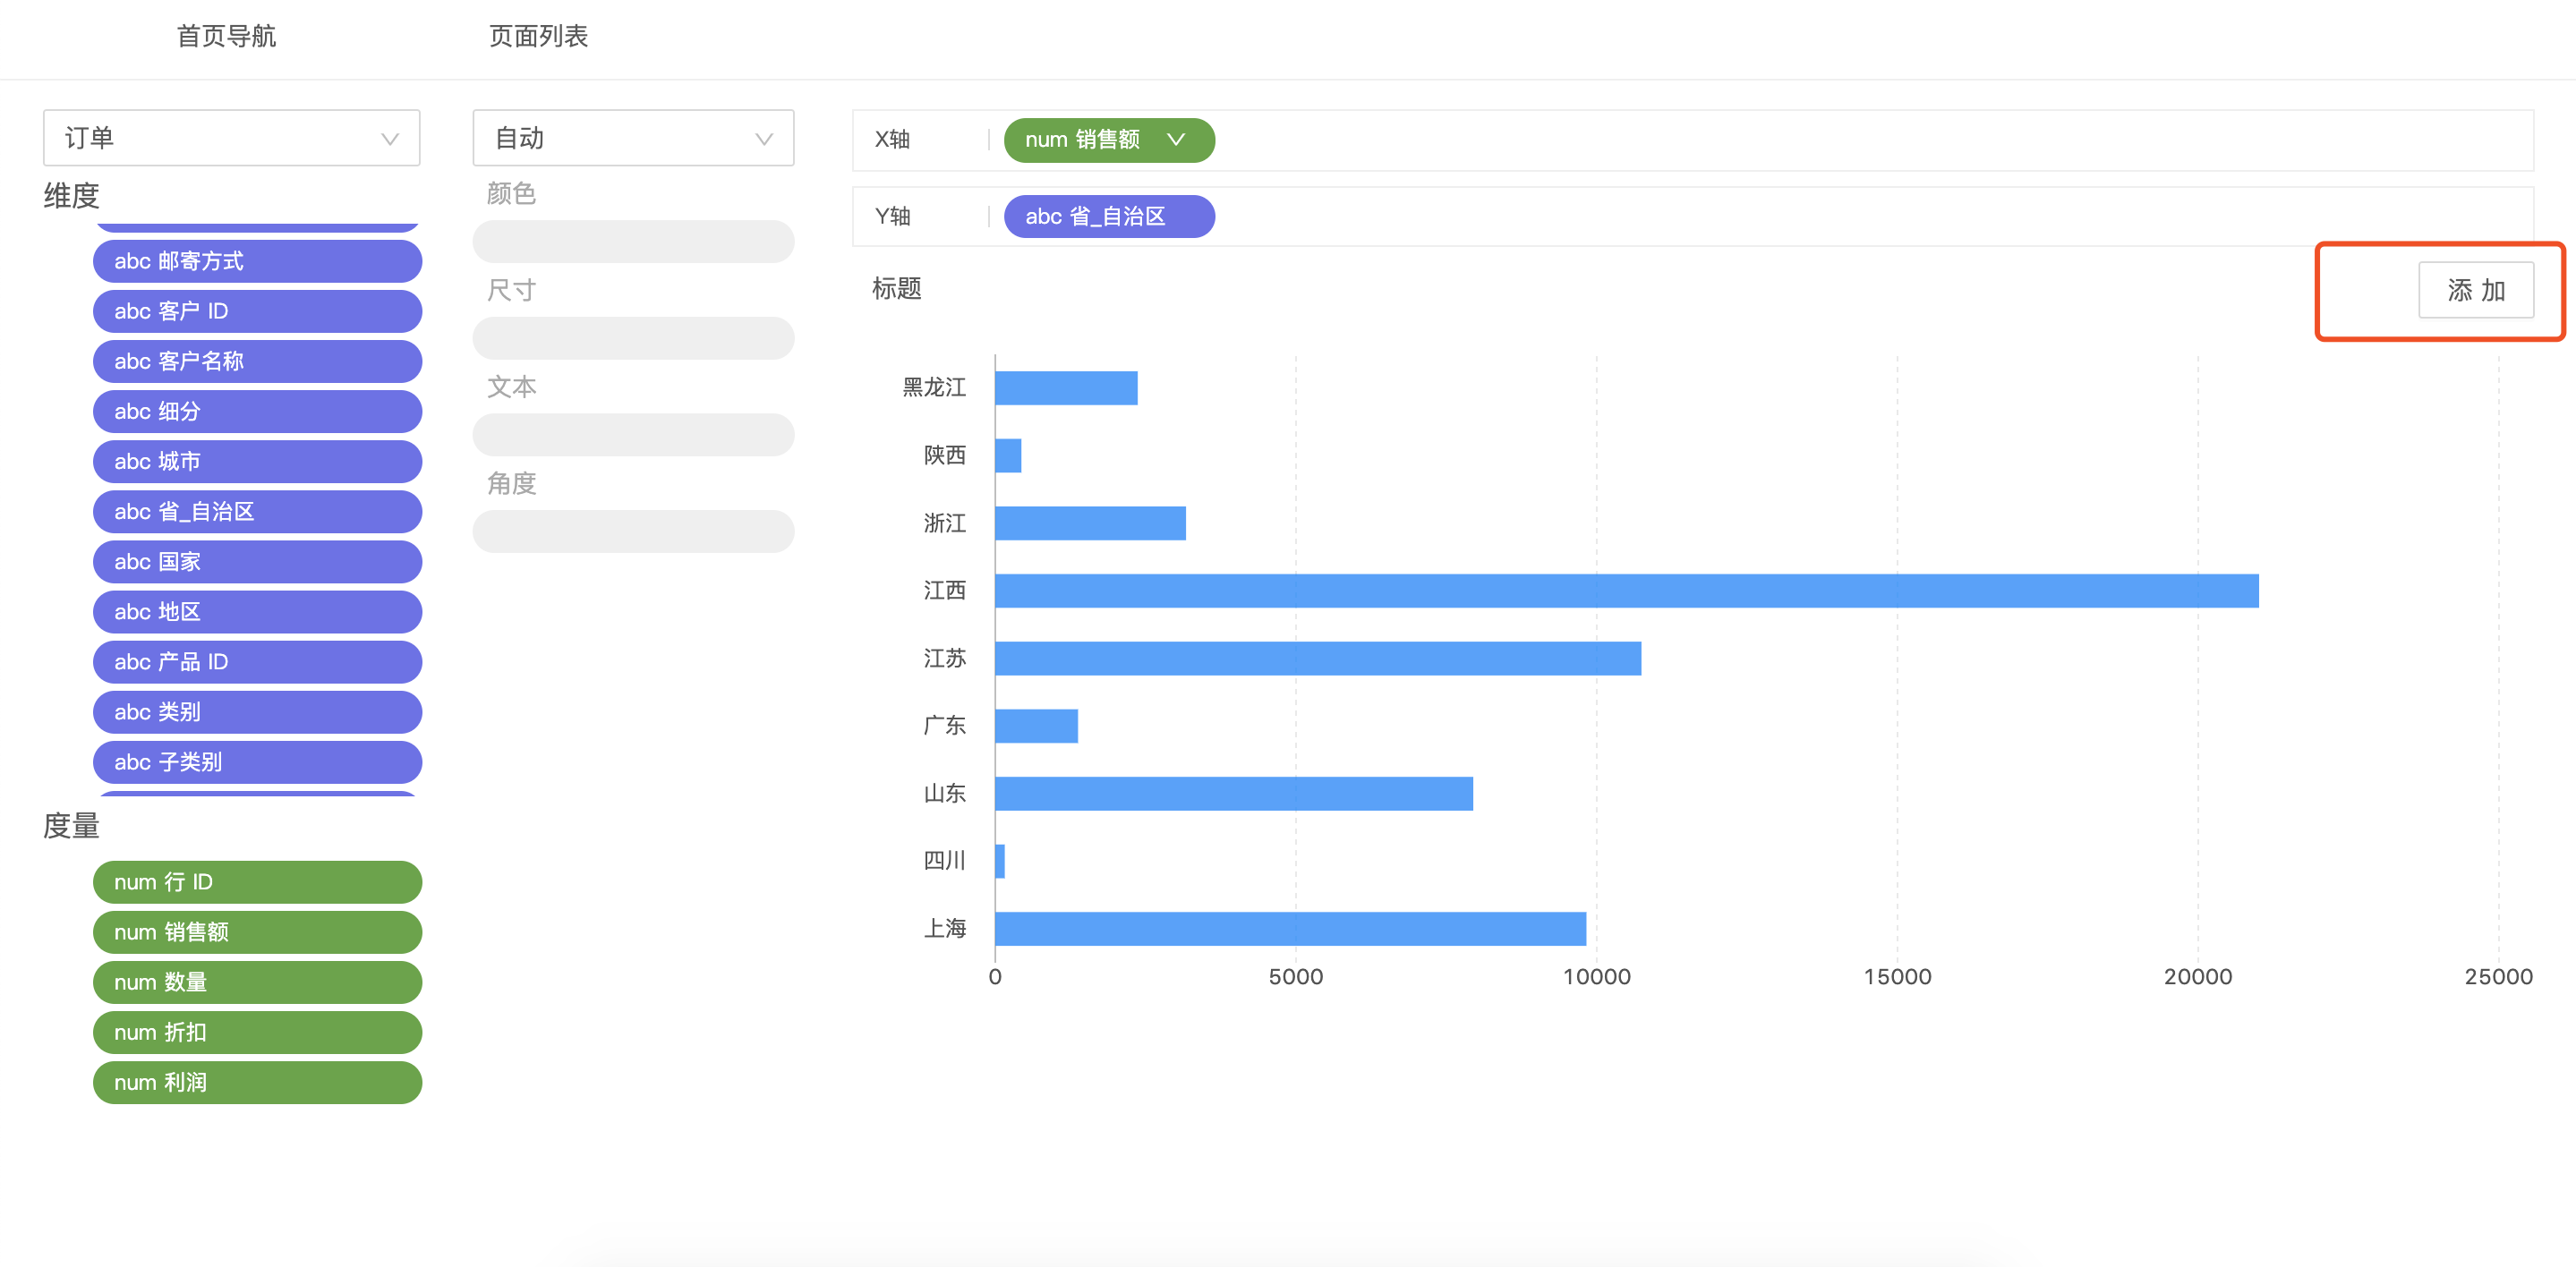 首页导航 页面列表
订单
维度
abc 邮寄方式
abc 客户 ID
abc 客户名称
abc 细分
abc 城市
abc 省_自治区
abc 国家
abc 地区
abc 产品 ID
abc 类别
abc 子类别
度量
num 行 ID
num 销售额
num 数量
num 折扣
num 利润
自动
颜色
尺寸
文本
角度
X轴 num 销售额
Y轴 abc 省_自治区
标题
添 加
黑龙江
陕西
浙江
江西
江苏
广东
山东
四川
上海
0 5000 10000 15000 20000 25000